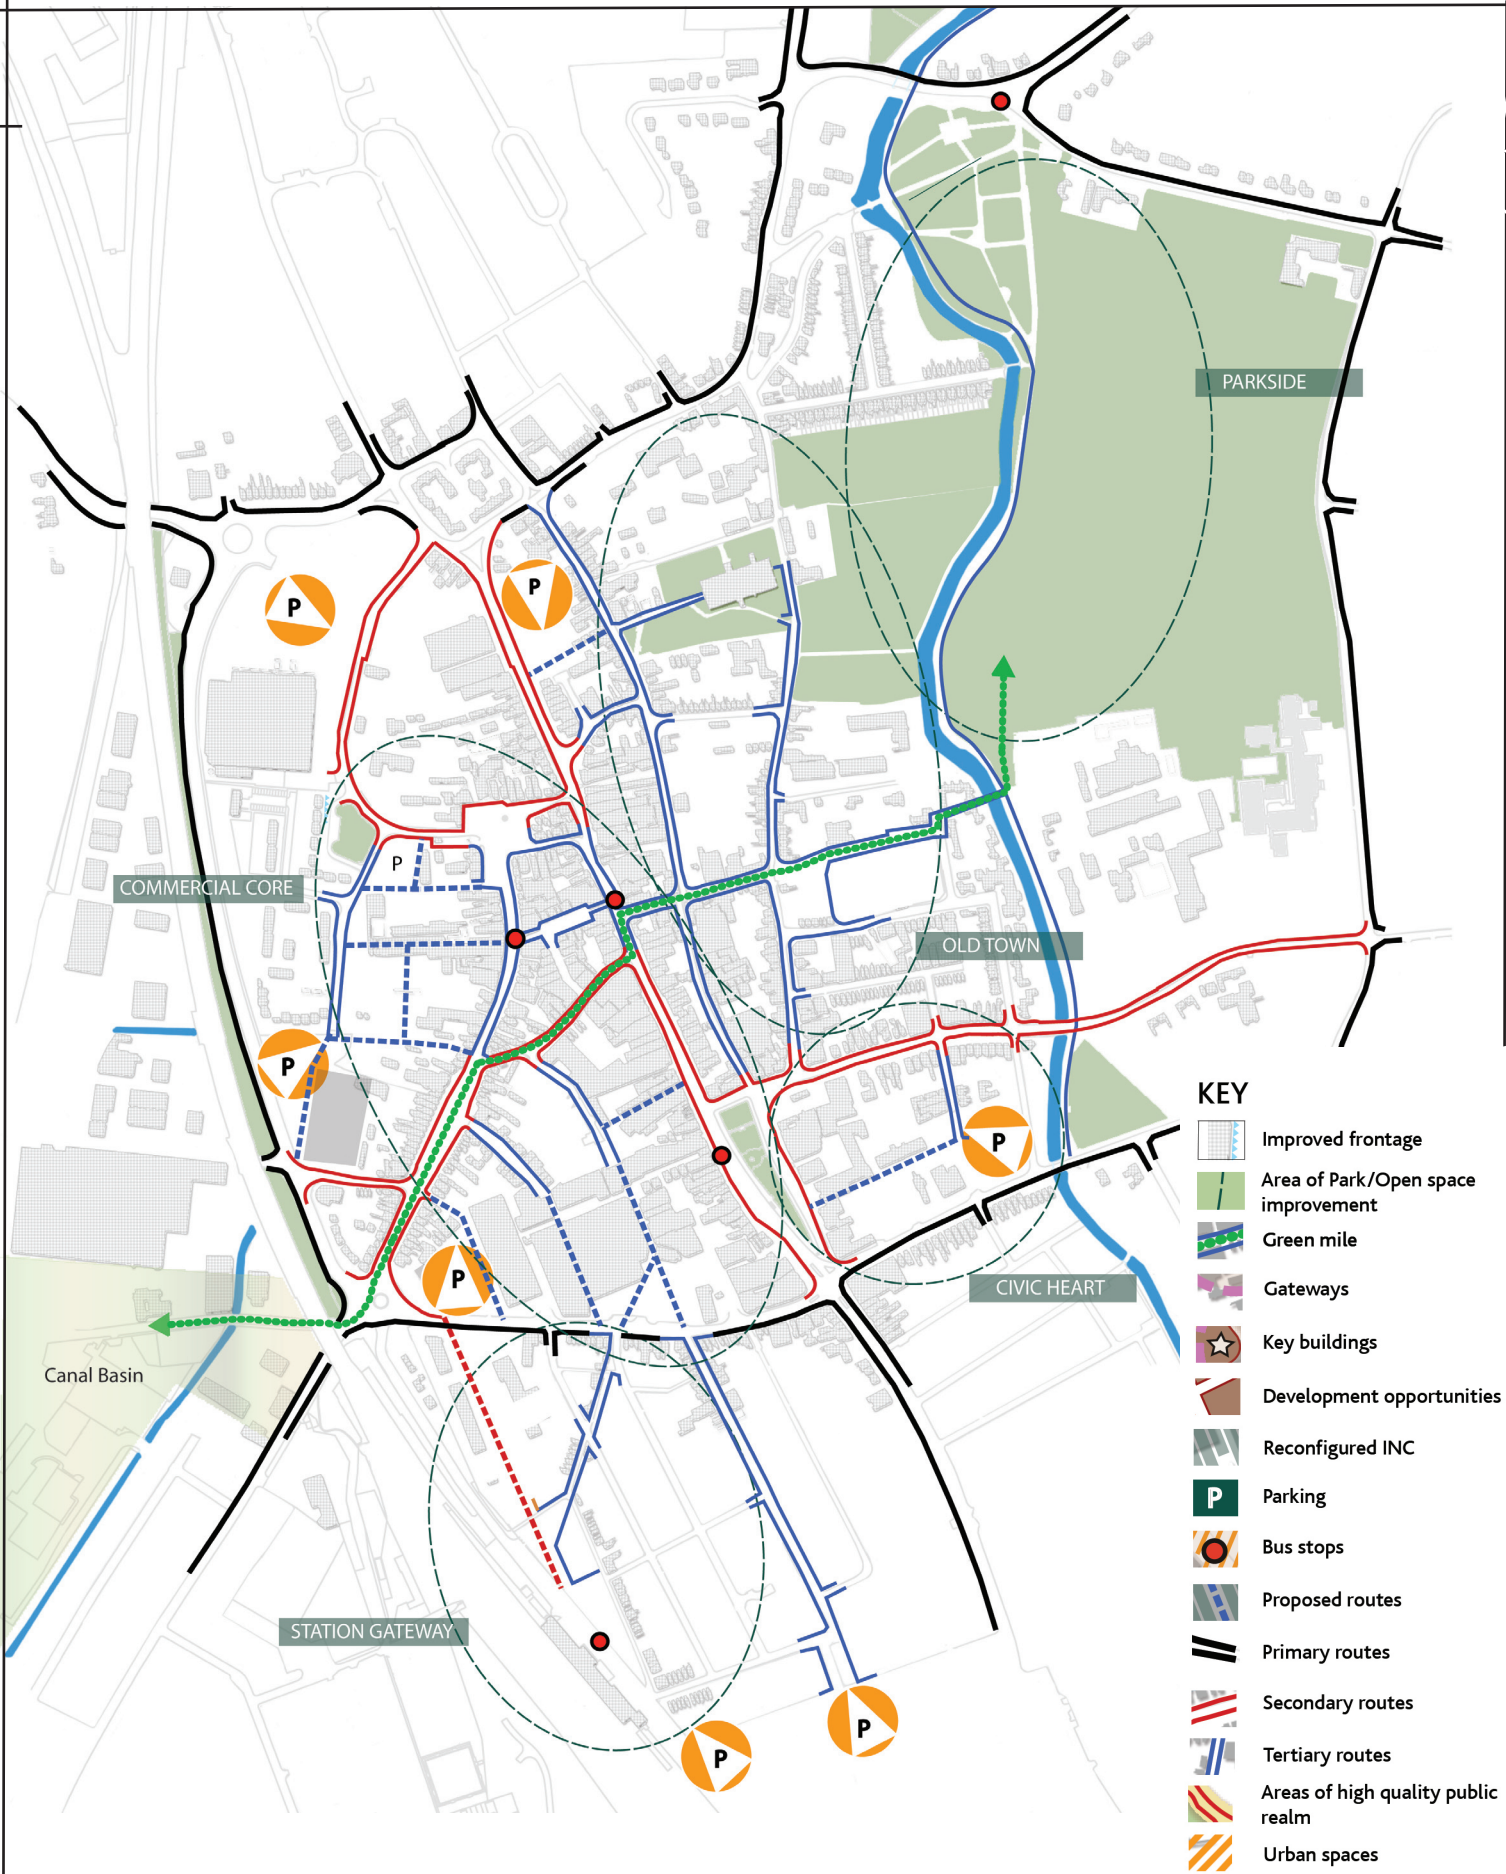 P
P
PARKSIDE
P
COMMERCIAL CORE
OLD TOWN
P
P
P
CIVIC HEART
Canal Basin
STATION GATEWAY
P
P
KEY
Improved frontage
Area of Park/Open space
improvement
Green mile
Gateways
Key buildings
Development opportunities
Reconfigured INC
P Parking
Bus stops
Proposed routes
Primary routes
Secondary routes
Tertiary routes
Areas of high quality public
realm
Urban spaces